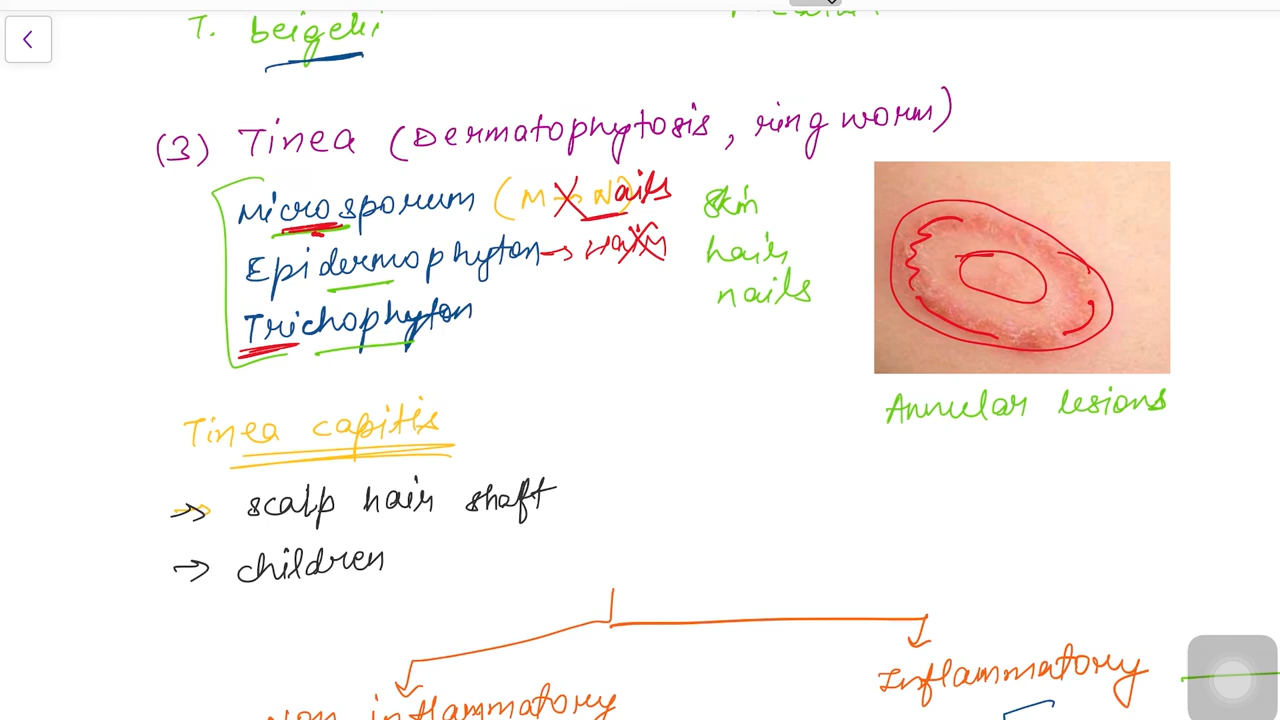 T. beigelii
(3) Tinea (Dermatophytosis, ring worm)
Microsporum (M → Nails skin
Epidermophyton → Hairs hair
Trichophyton nails
Annular lesions
Tinea capitis
→ scalp hair shaft
→ children
Inflammatory
Non inflammatory